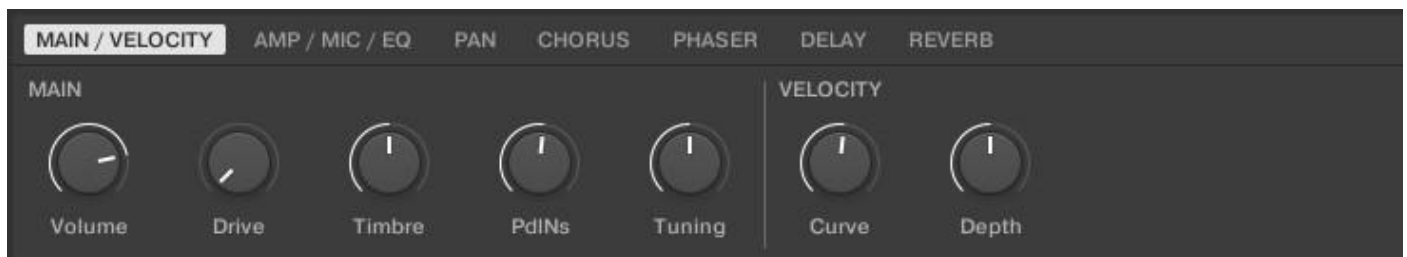 MAIN / VELOCITY AMP / MIC / EQ PAN CHORUS PHASER DELAY REVERB
MAIN VELOCITY
Volume Drive Timbre PdlNs Tuning Curve Depth